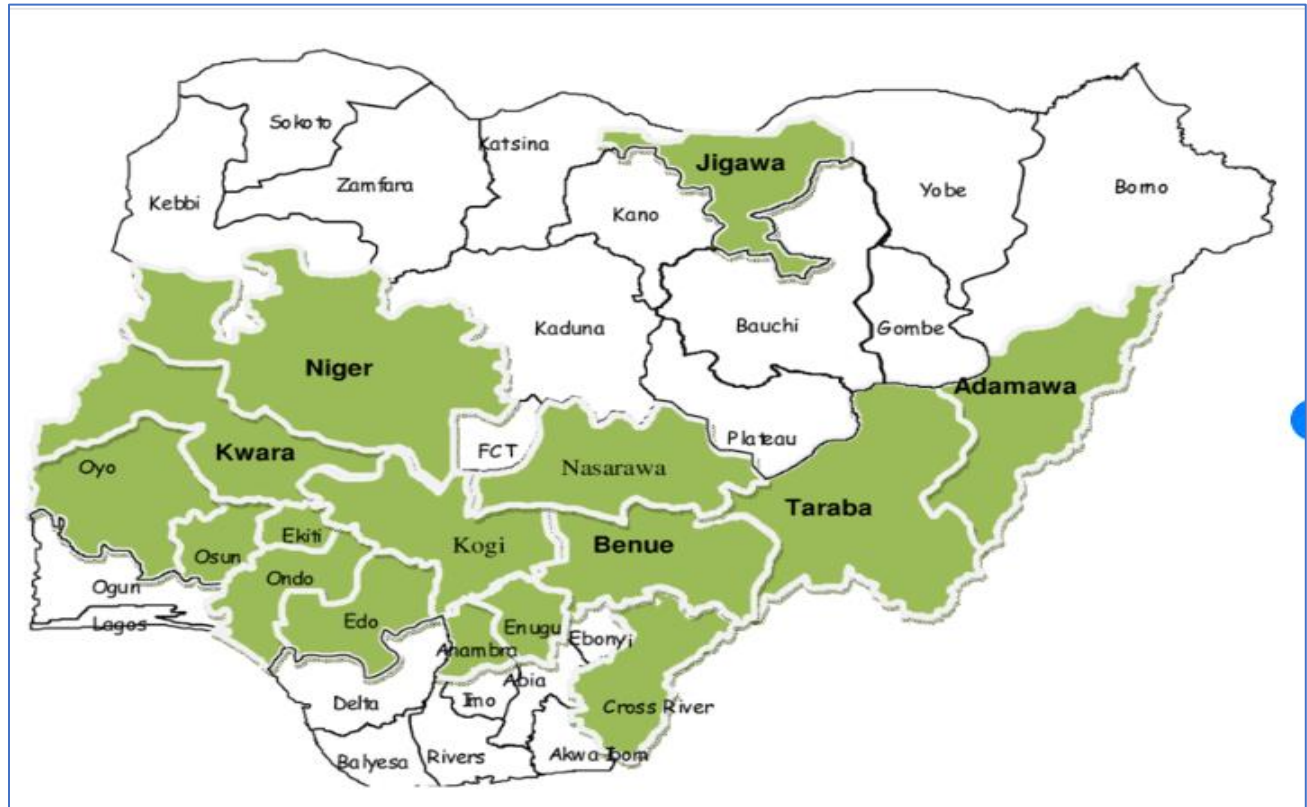 Sokoto
Katsina
Jigawa
Kebbi
Zamfara
Kano
Yobe
Borno
Niger
Kaduna
Bauchi
Gombe
Adamawa
Oyo
Kwara
FCT
Nasarawa
Plateau
Taraba
Osun
Ekiti
Kogi
Benue
Ogun
Ondo
Lagos
Edo
Enugu
Ebonyi
Anambra
Abia
Delta
Imo
Cross River
Balyesa
Rivers
Akwa Ibom